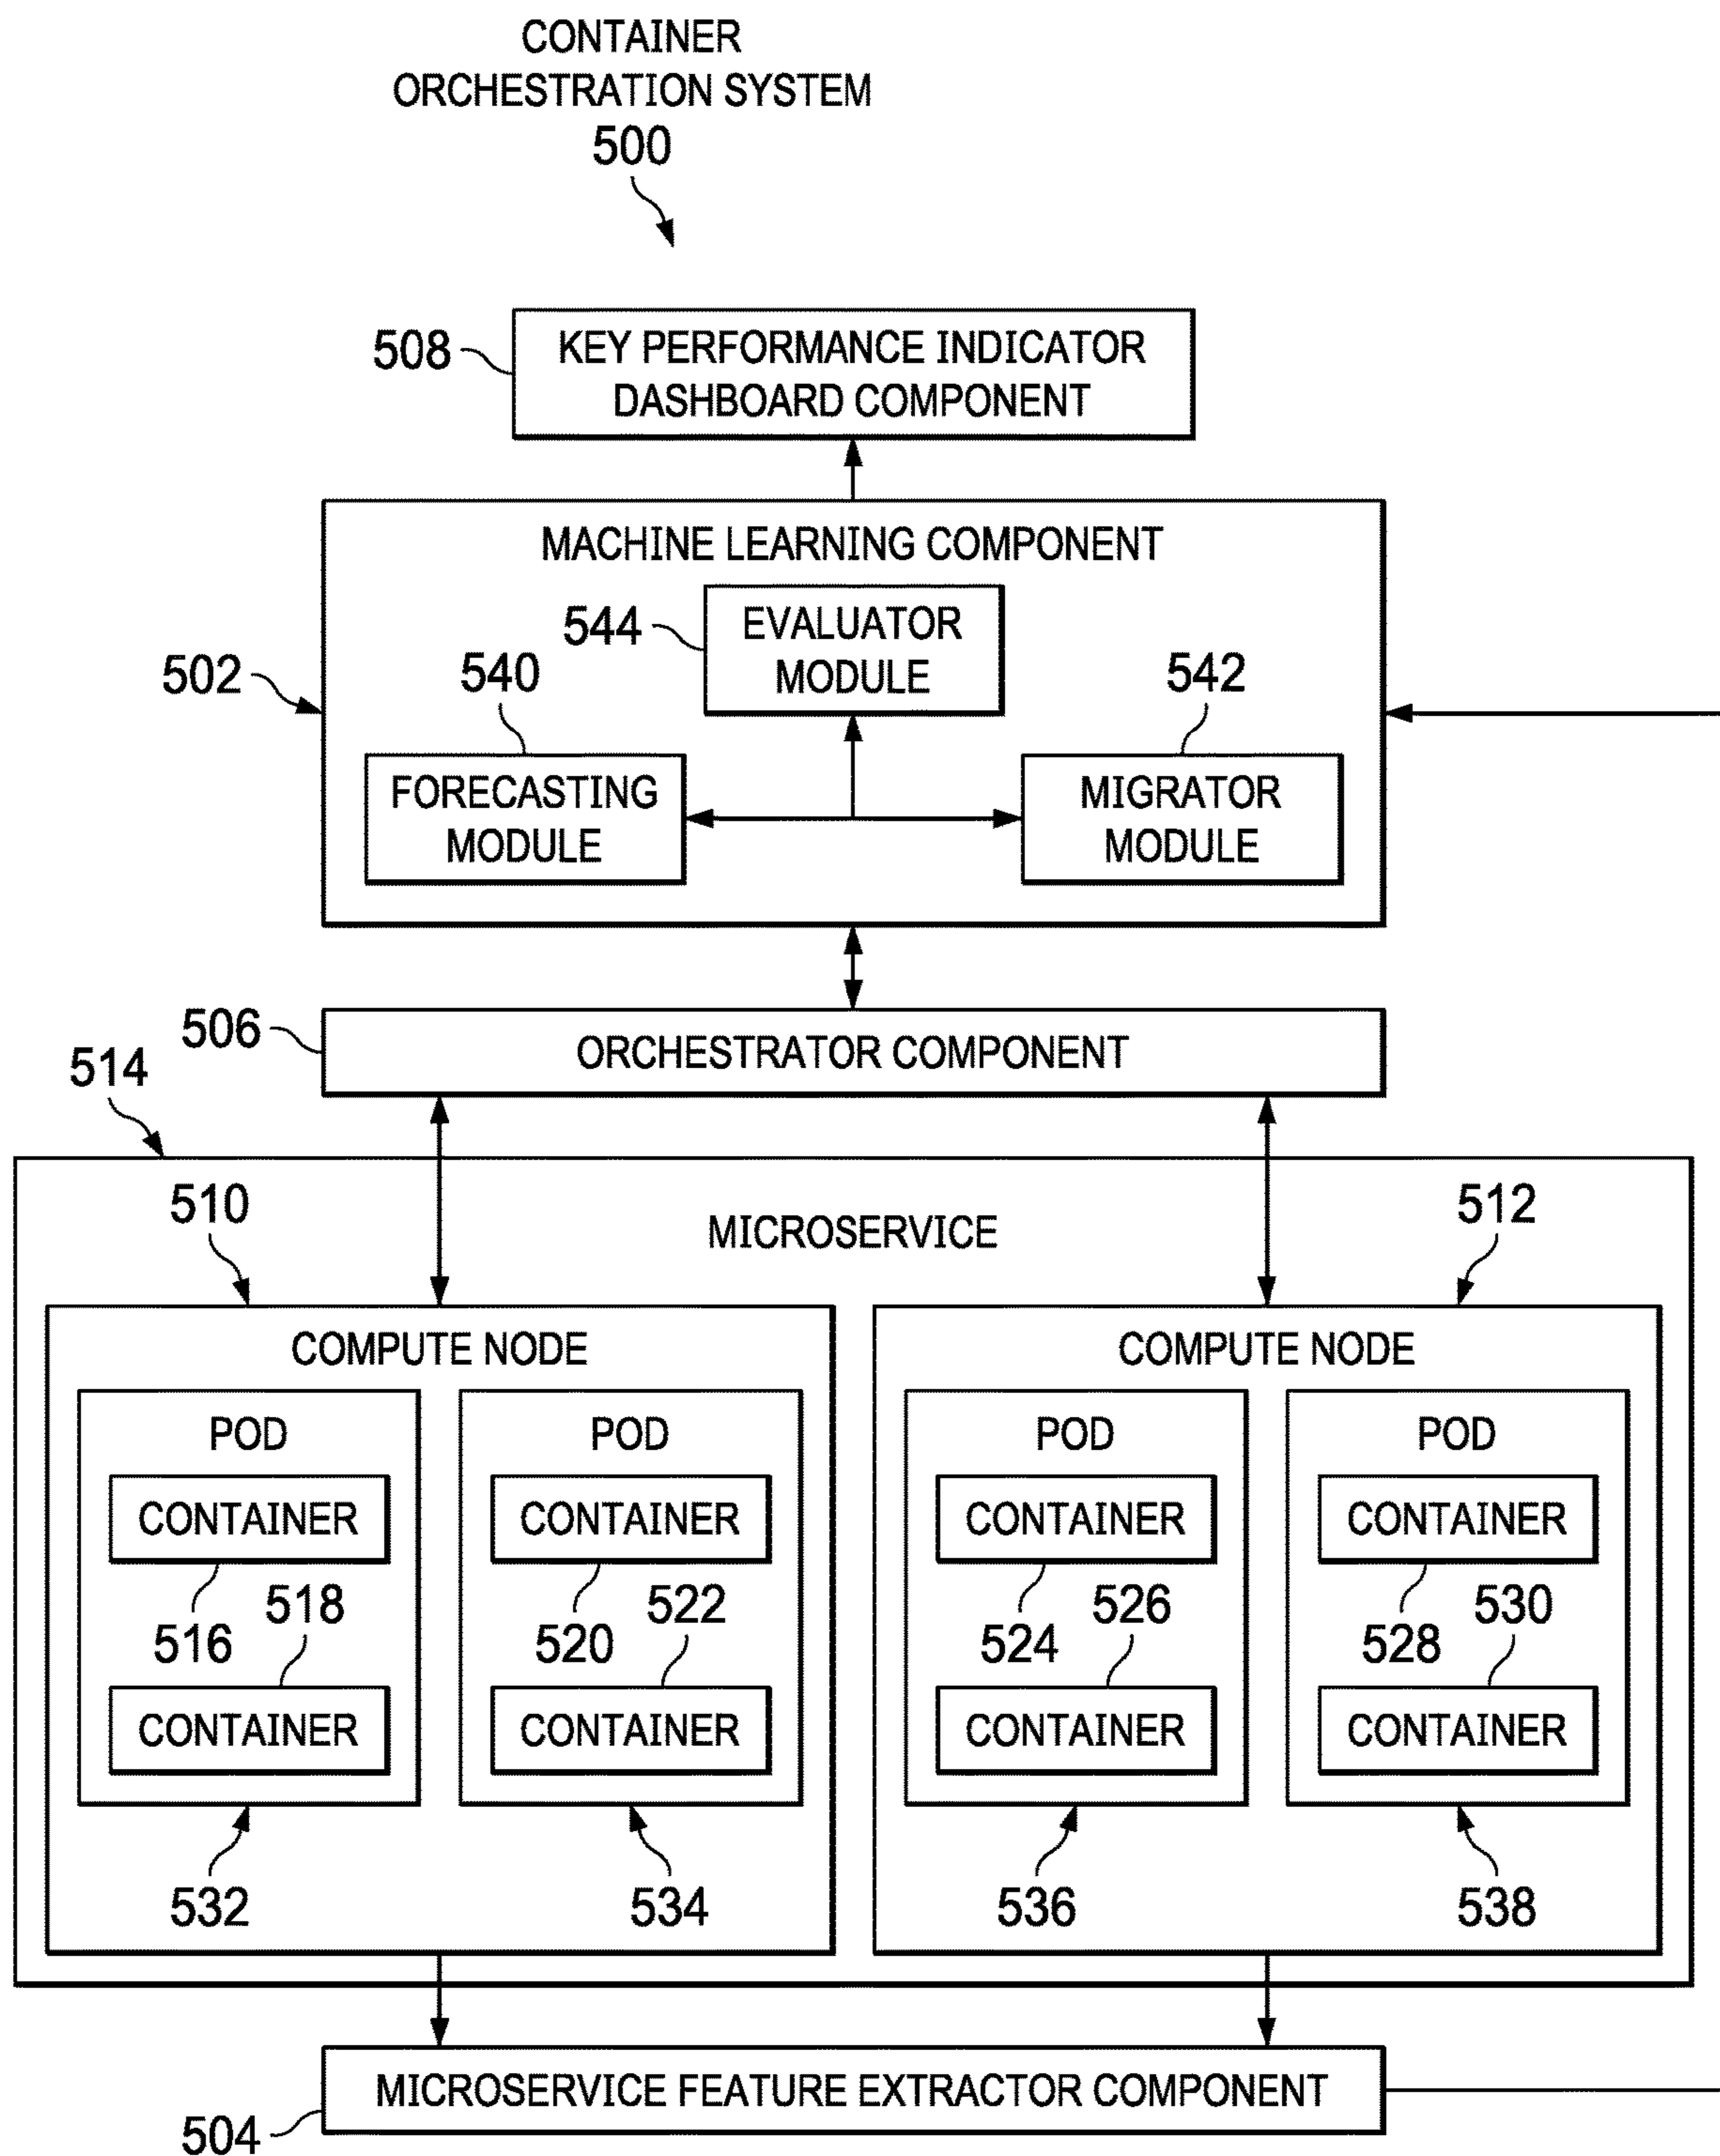 CONTAINER
ORCHESTRATION SYSTEM
500
508
KEY PERFORMANCE INDICATOR
DASHBOARD COMPONENT
MACHINE LEARNING COMPONENT
544
EVALUATOR
MODULE
502
540
542
FORECASTING
MODULE
MIGRATOR
MODULE
506
ORCHESTRATOR COMPONENT
514
510
MICROSERVICE
512
COMPUTE NODE
COMPUTE NODE
POD
POD
POD
POD
CONTAINER
CONTAINER
CONTAINER
CONTAINER
516
518
520
522
524
526
528
530
CONTAINER
CONTAINER
CONTAINER
CONTAINER
532
534
536
538
MICROSERVICE FEATURE EXTRACTOR COMPONENT
504